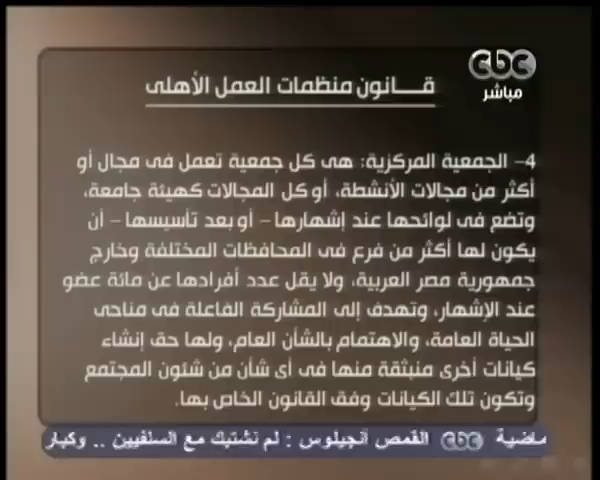 cbc
مباشر
قـــانون منظمات العمل الأهلى
4- الجمعية المركزية: هى كل جمعية تعمل فى مجال أو
أكثر من مجالات الأنشطة، أو كل المجالات كهيئة جامعة،
وتضع فى لوائحها عند إشهارها- أو بعد تأسيسها- أن
يكون لها أكثر من فرع فى المحافظات المختلفة وخارج
جمهورية مصر العربية، ولا يقل عدد أفرادها عن مائة عضو
عند الإشهار، وتهدف إلى المشاركة الفاعلة فى مناحى
الحياة العامة، والاهتمام بالشأن العام، ولها حق إنشاء
كيانات أخرى منبثقة منها فى أى شأن من شئون المجتمع
وتكون تلك الكيانات وفق القانون الخاص بها.
ماضية cbc القمص أنجيلوس : لم نشتبك مع السلفيين .. وكبار